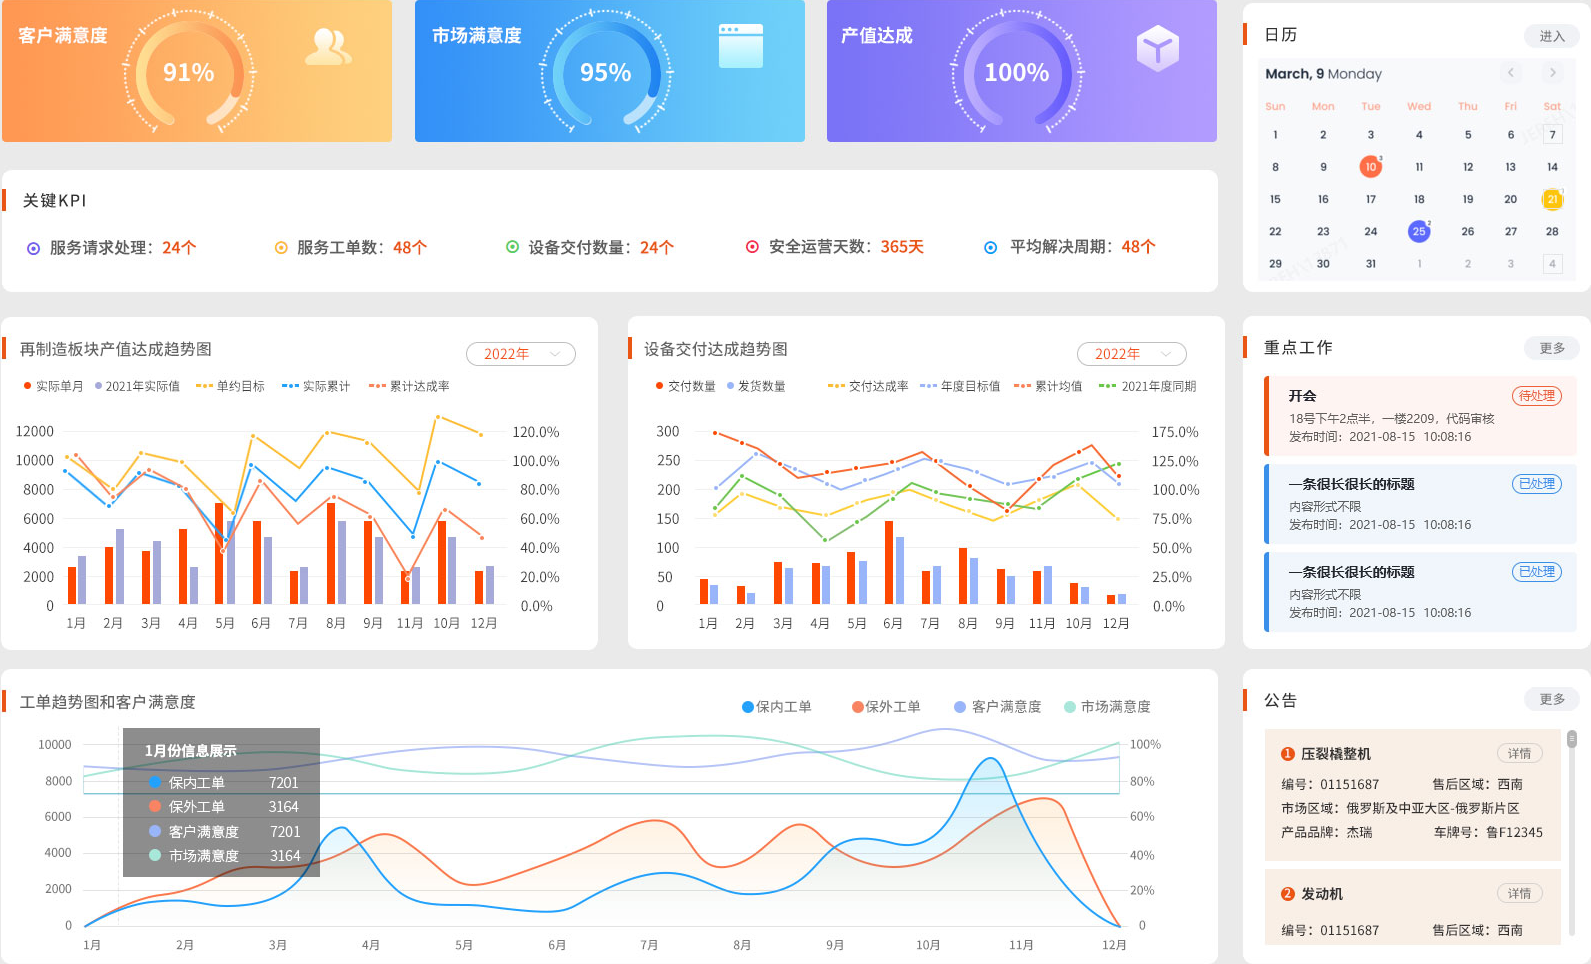 客户满意度
91%
市场满意度
95%
产值达成
100%
关键KPI
服务请求处理：24个
服务工单数：48个
设备交付数量：24个
安全运营天数：365天
平均解决周期：48个
日历
进入
March, 9 Monday
Sun Mon Tue Wed Thu Fri Sat
1 2 3 4 5 6 7
8 9 10 3 11 12 13 14
15 16 17 18 19 20 21
22 23 24 25 2 26 27 28
29 30 31 1 2 3 4
再制造板块产值达成趋势图
2022年
实际单月 2021年实际值 单约目标 实际累计 累计达成率
12000 120.0%
10000 100.0%
8000 80.0%
6000 60.0%
4000 40.0%
2000 20.0%
0 0.0%
1月 2月 3月 4月 5月 6月 7月 8月 9月 11月 10月 12月
设备交付达成趋势图
2022年
交付数量 发货数量 交付达成率 年度目标值 累计均值 2021年度同期
300 175.0%
250 125.0%
200 100.0%
150 75.0%
100 50.0%
50 25.0%
0 0.0%
1月 2月 3月 4月 5月 6月 7月 8月 9月 11月 10月 12月
重点工作
更多
开会
待处理
18号下午2点半，一楼2209，代码审核
发布时间：2021-08-15 10:08:16
一条很长很长的标题
已处理
内容形式不限
发布时间：2021-08-15 10:08:16
一条很长很长的标题
已处理
内容形式不限
发布时间：2021-08-15 10:08:16
工单趋势图和客户满意度
保内工单 保外工单 客户满意度 市场满意度
10000 100%
8000 80%
6000 60%
4000 40%
2000 20%
0 0
1月 2月 3月 4月 5月 6月 7月 8月 9月 10月 11月 12月
1月份信息展示
保内工单 7201
保外工单 3164
客户满意度 7201
市场满意度 3164
公告
更多
1 压裂橇整机
详情
编号：01151687 售后区域：西南
市场区域：俄罗斯及中亚大区-俄罗斯片区
产品品牌：杰瑞 车牌号：鲁F12345
2 发动机
详情
编号：01151687 售后区域：西南